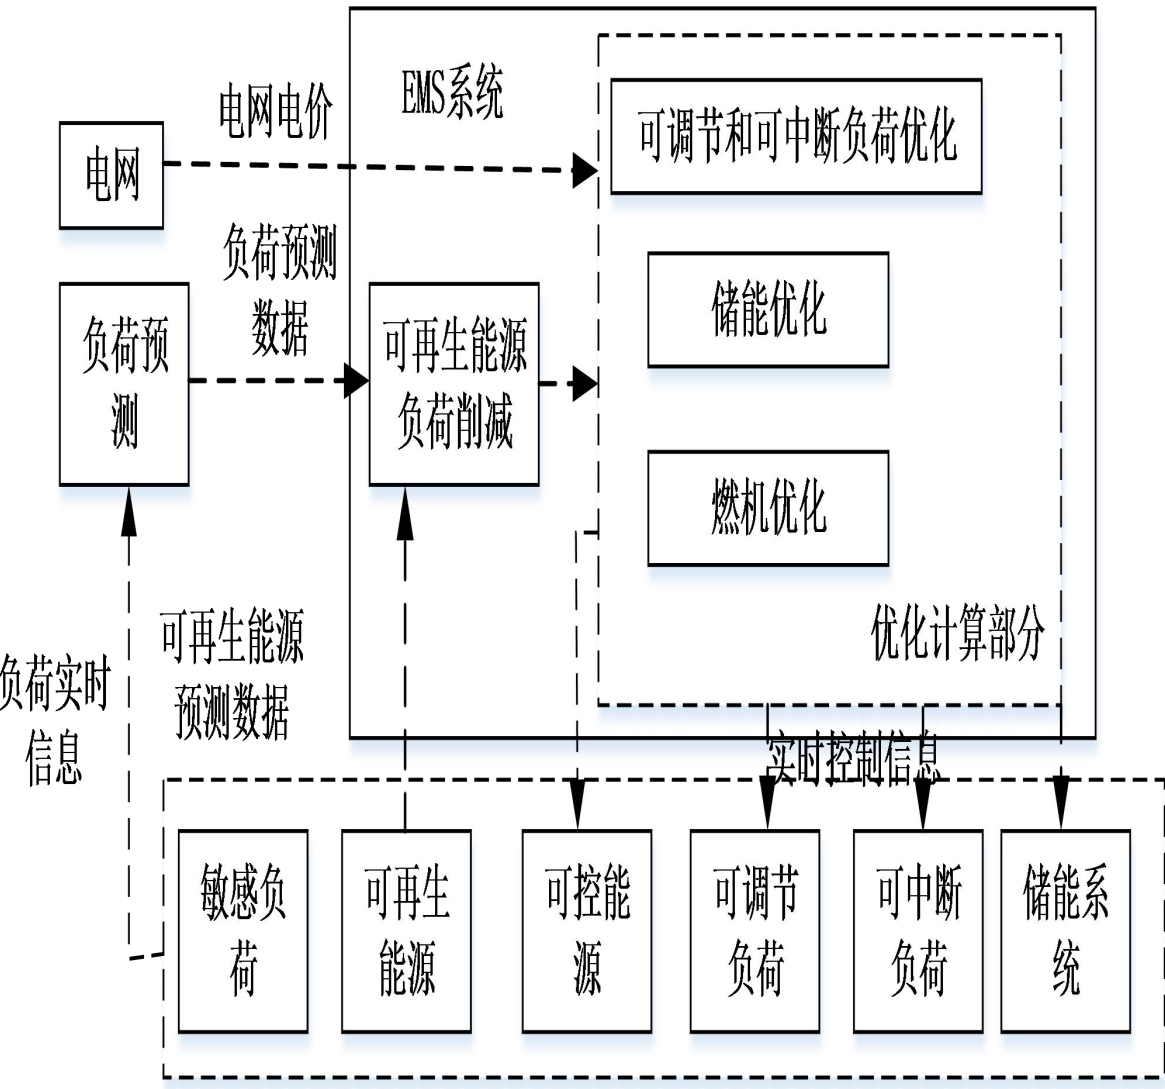 EMS系统
电网电价
可调节和可中断负荷优化
电网
负荷预测
数据
储能优化
负荷预
测
可再生能源
负荷削减
燃机优化
优化计算部分
可再生能源
预测数据
负荷实时
信息
实时控制信息
敏感负
荷
可再生
能源
可控能
源
可调节
负荷
可中断
负荷
储能系
统